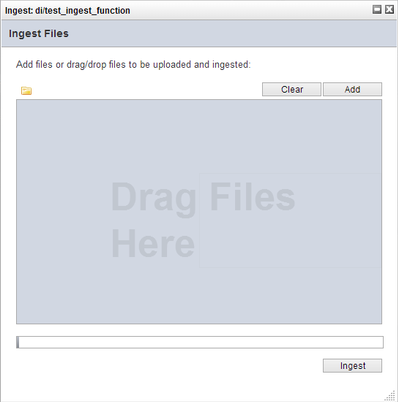 Ingest: di/test_ingest_function
Ingest Files
Add files or drag/drop files to be uploaded and ingested:
Clear Add
Drag Files
Here
Ingest